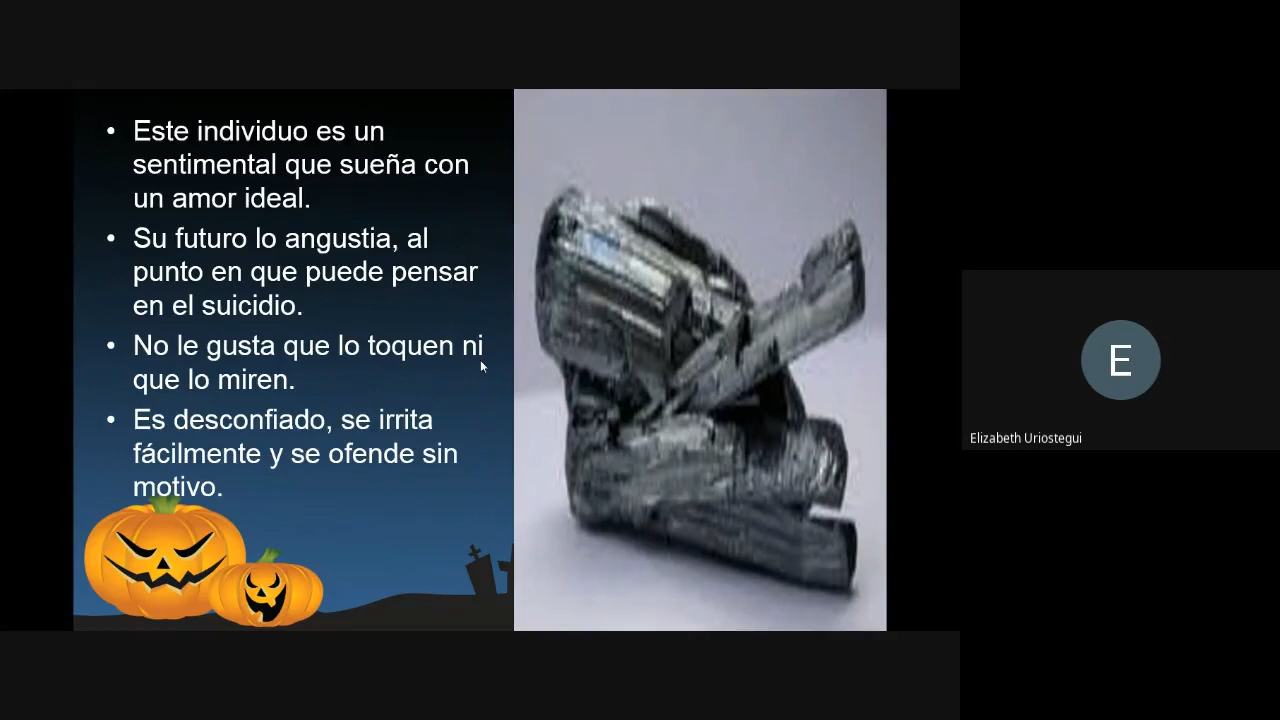 • Este individuo es un
sentimental que sueña con
un amor ideal.
• Su futuro lo angustia, al
punto en que puede pensar
en el suicidio.
• No le gusta que lo toquen ni
que lo miren.
• Es desconfiado, se irrita
fácilmente y se ofende sin
motivo.
E
Elizabeth Uriostegui